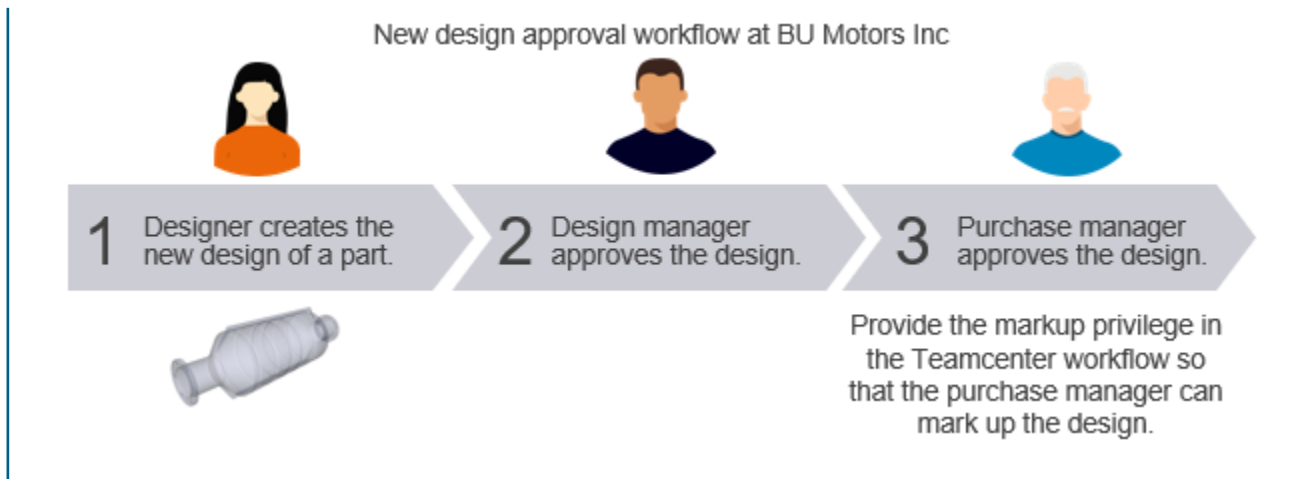 New design approval workflow at BU Motors Inc
1 Designer creates the
new design of a part.
2 Design manager
approves the design.
3 Purchase manager
approves the design.
Provide the markup privilege in
the Teamcenter workflow so
that the purchase manager can
mark up the design.